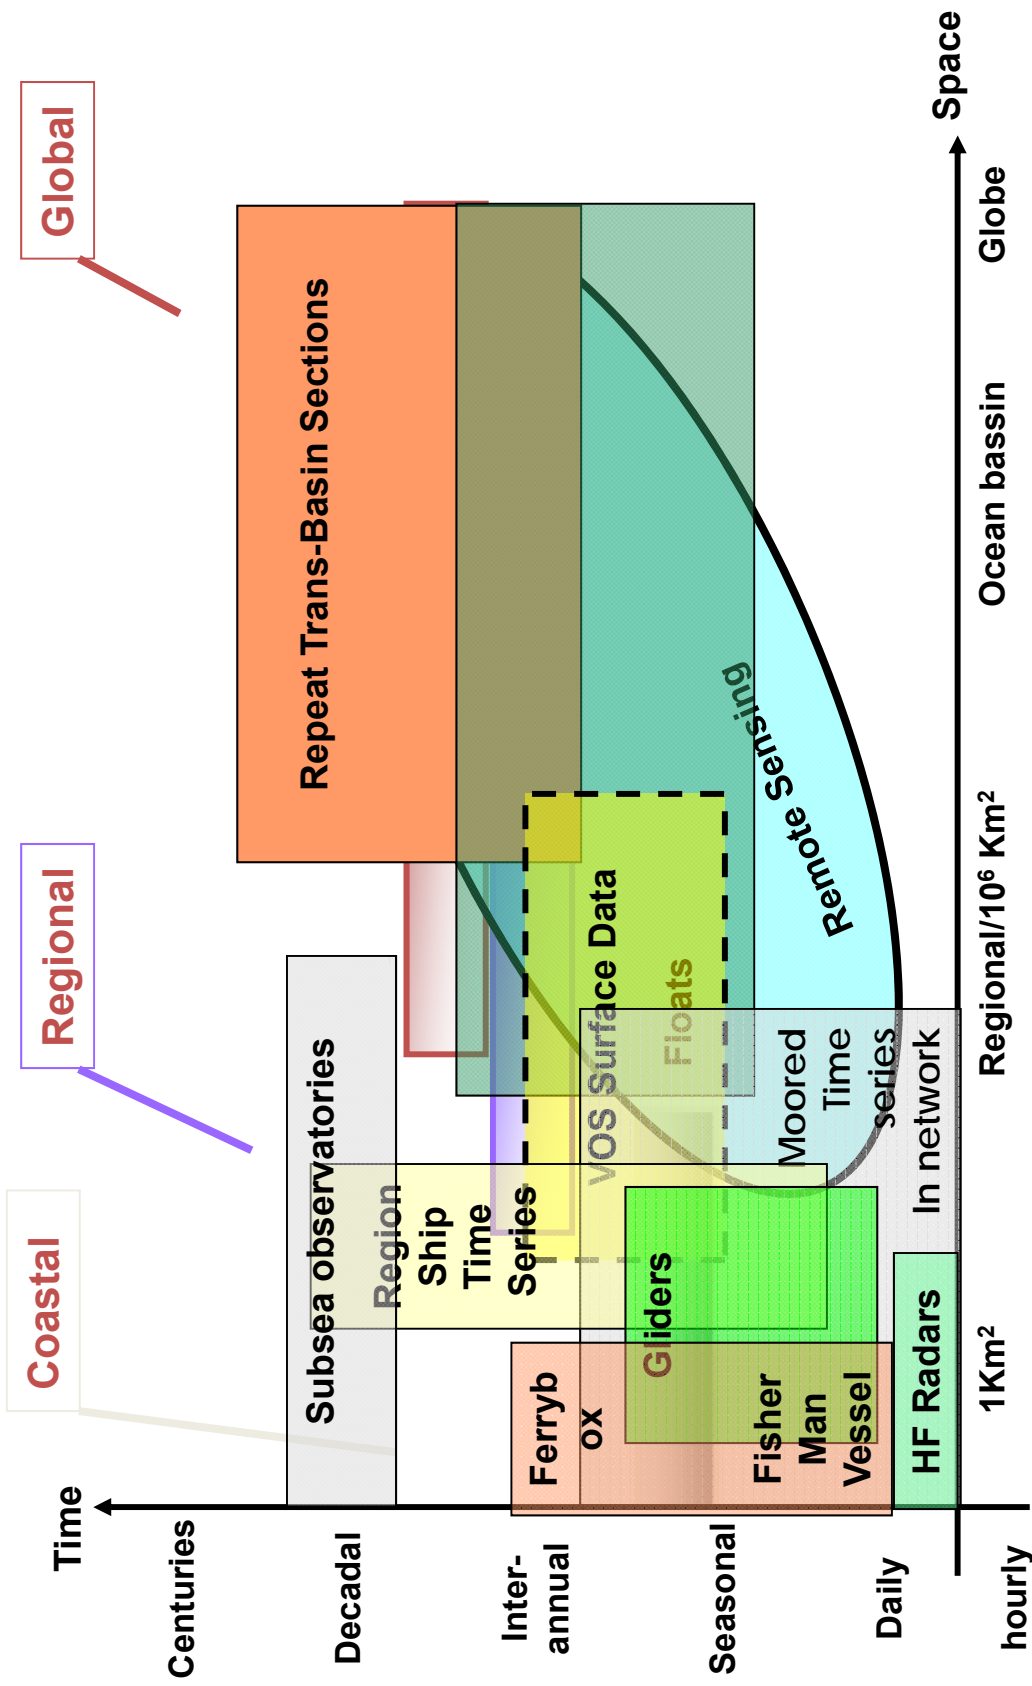 Time
Centuries
Decadal
Inter-
annual
Seasonal
Daily
hourly
Coastal
Regional
Global
Subsea observatories
Repeat Trans-Basin Sections
Region
Ship
Time
Series
Ferryb
ox
Fisher
Man
Vessel
Gliders
VOS Surface Data
Floats
Remote Sensing
Moored
Time
series
In network
HF Radars
1Km²
Regional/10⁶ Km²
Ocean bassin
Globe
Space